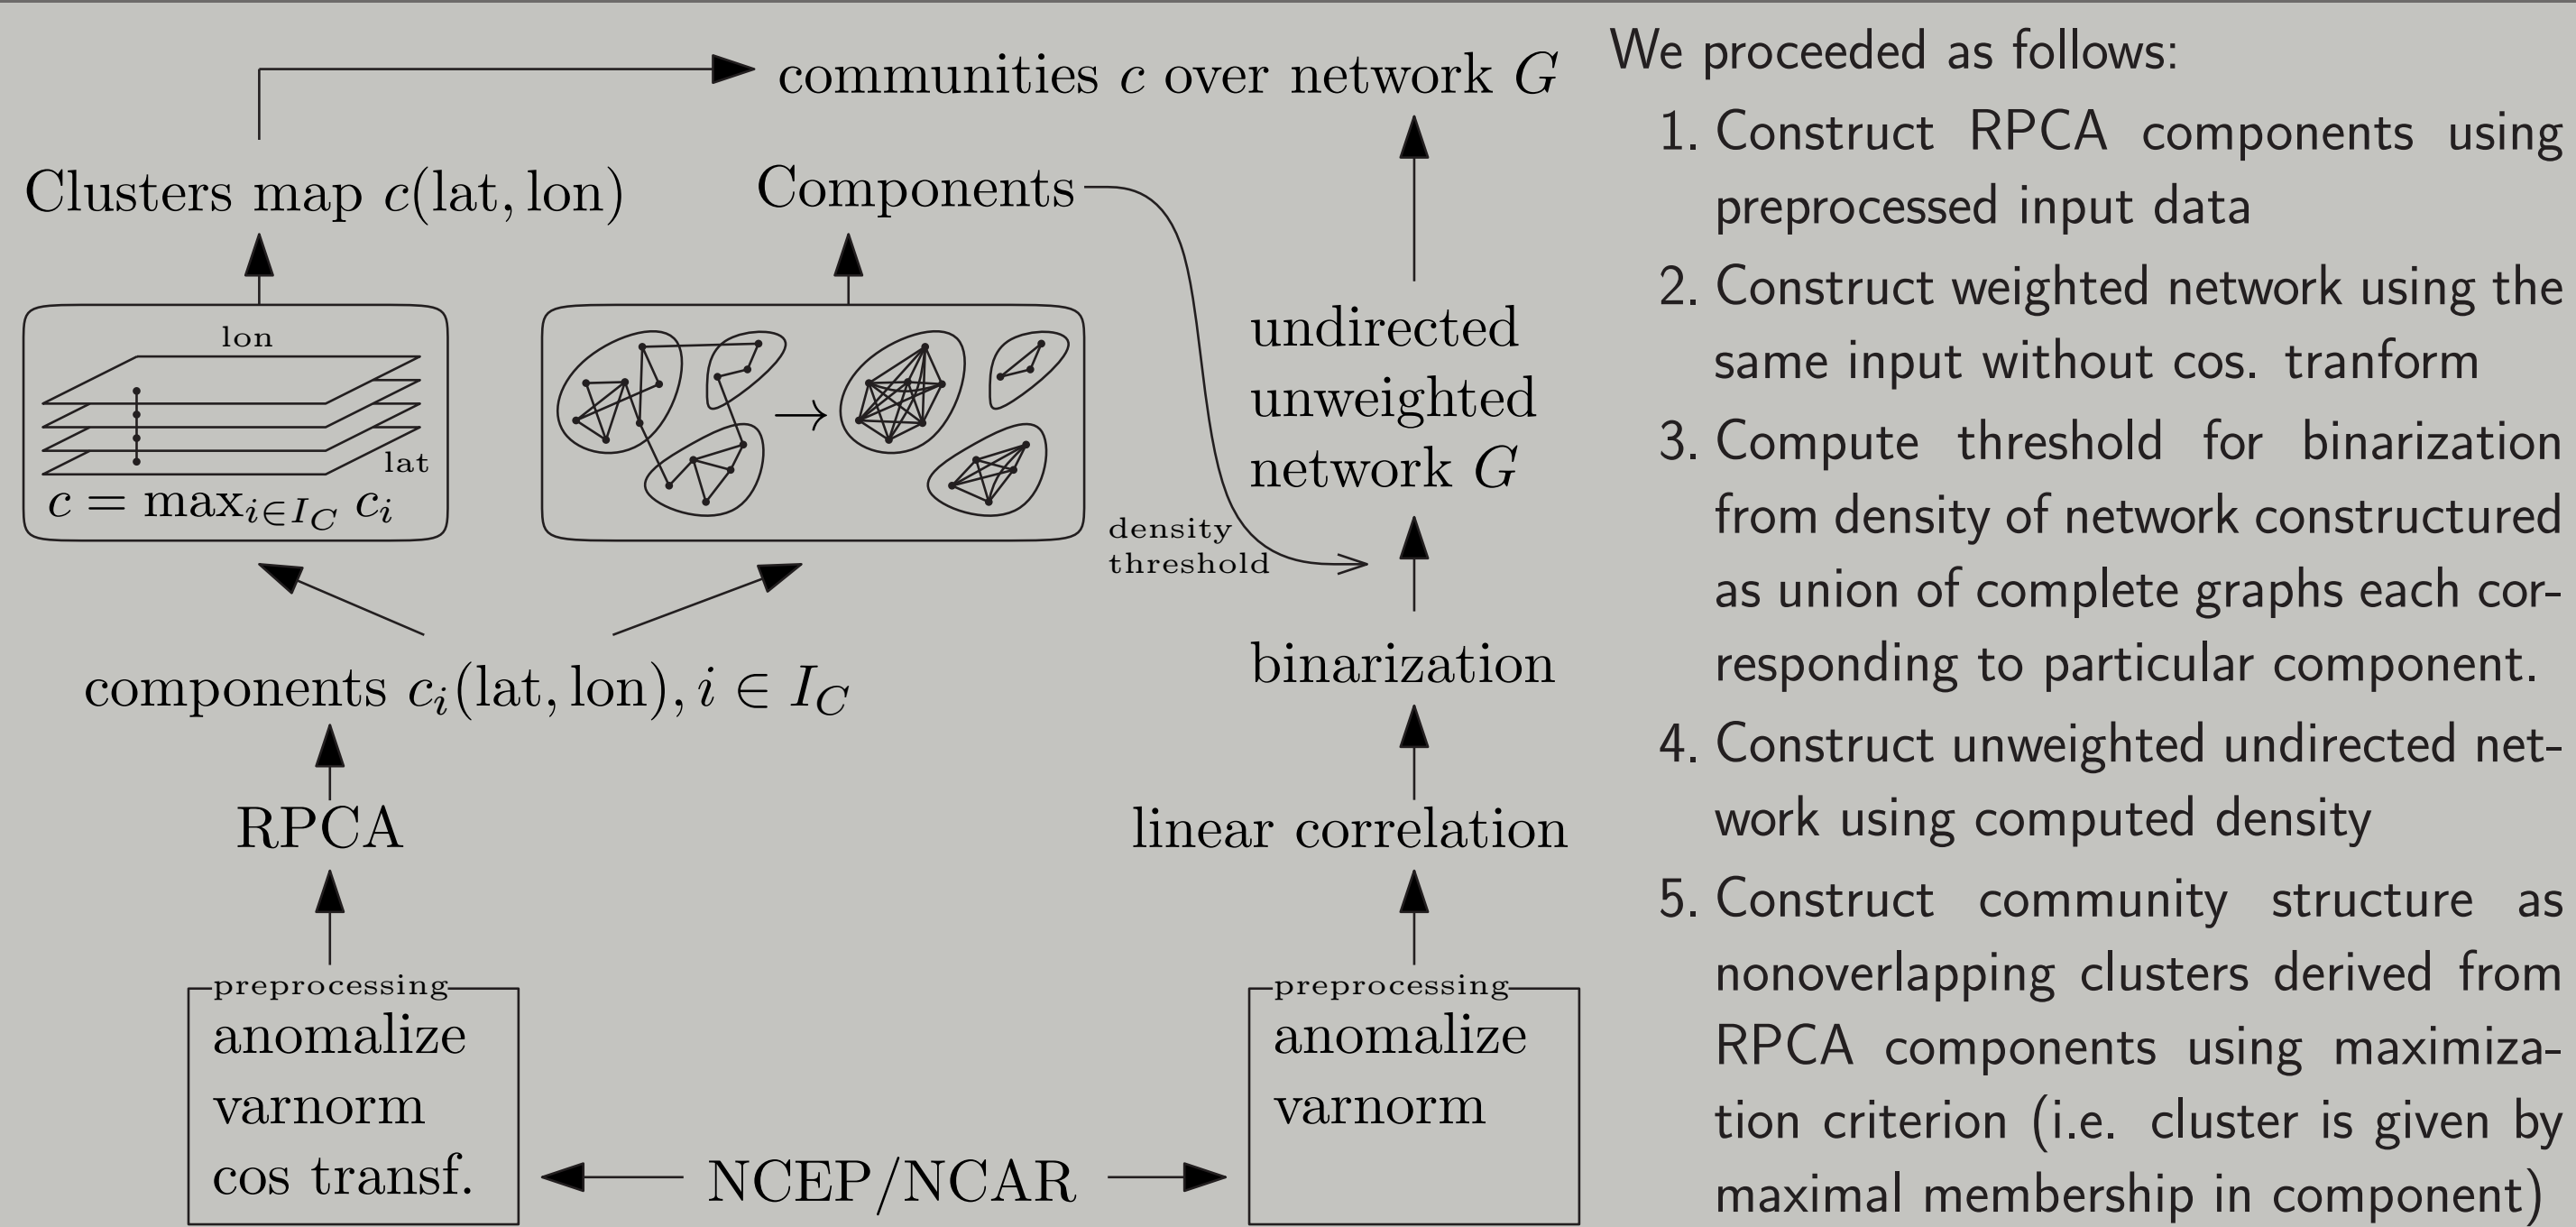 communities c over network G
Clusters map c(lat, lon)
Components
lon
lat
c = max_{i∈I_C} c_i
→
undirected
unweighted
network G
density
threshold
components c_i(lat, lon), i ∈ I_C
binarization
RPCA
linear correlation
preprocessing
anomalize
varnorm
cos transf.
NCEP/NCAR
preprocessing
anomalize
varnorm
We proceeded as follows:
1. Construct RPCA components using
preprocessed input data
2. Construct weighted network using the
same input without cos. tranform
3. Compute threshold for binarization
from density of network constructured
as union of complete graphs each cor-
responding to particular component.
4. Construct unweighted undirected net-
work using computed density
5. Construct community structure as
nonoverlapping clusters derived from
RPCA components using maximiza-
tion criterion (i.e. cluster is given by
maximal membership in component)